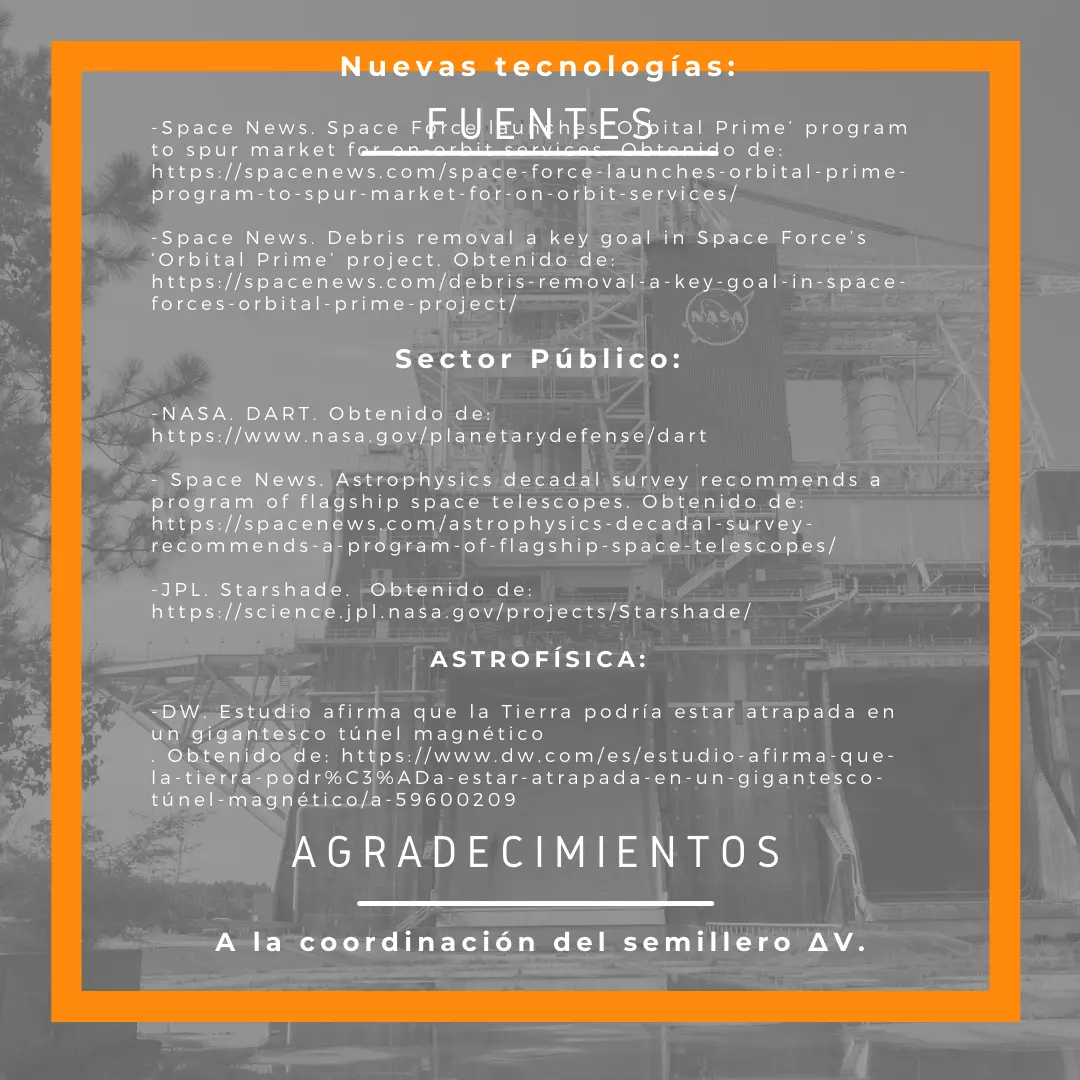 Nuevas tecnologías:
FUENTES
-Space News. Space Force launches ‘Orbital Prime’ program
to spur market for on-orbit services. Obtenido de:
https://spacenews.com/space-force-launches-orbital-prime-
program-to-spur-market-for-on-orbit-services/
-Space News. Debris removal a key goal in Space Force’s
‘Orbital Prime’ project. Obtenido de:
https://spacenews.com/debris-removal-a-key-goal-in-space-
forces-orbital-prime-project/
NASA
Sector Público:
-NASA. DART. Obtenido de:
https://www.nasa.gov/planetarydefense/dart
- Space News. Astrophysics decadal survey recommends a
program of flagship space telescopes. Obtenido de:
https://spacenews.com/astrophysics-decadal-survey-
recommends-a-program-of-flagship-space-telescopes/
-JPL. Starshade. Obtenido de:
https://science.jpl.nasa.gov/projects/Starshade/
ASTROFÍSICA:
-DW. Estudio afirma que la Tierra podría estar atrapada en
un gigantesco túnel magnético
. Obtenido de: https://www.dw.com/es/estudio-afirma-que-
la-tierra-podr%C3%ADa-estar-atrapada-en-un-gigantesco-
túnel-magnético/a-59600209
AGRADECIMIENTOS
A la coordinación del semillero ΔV.